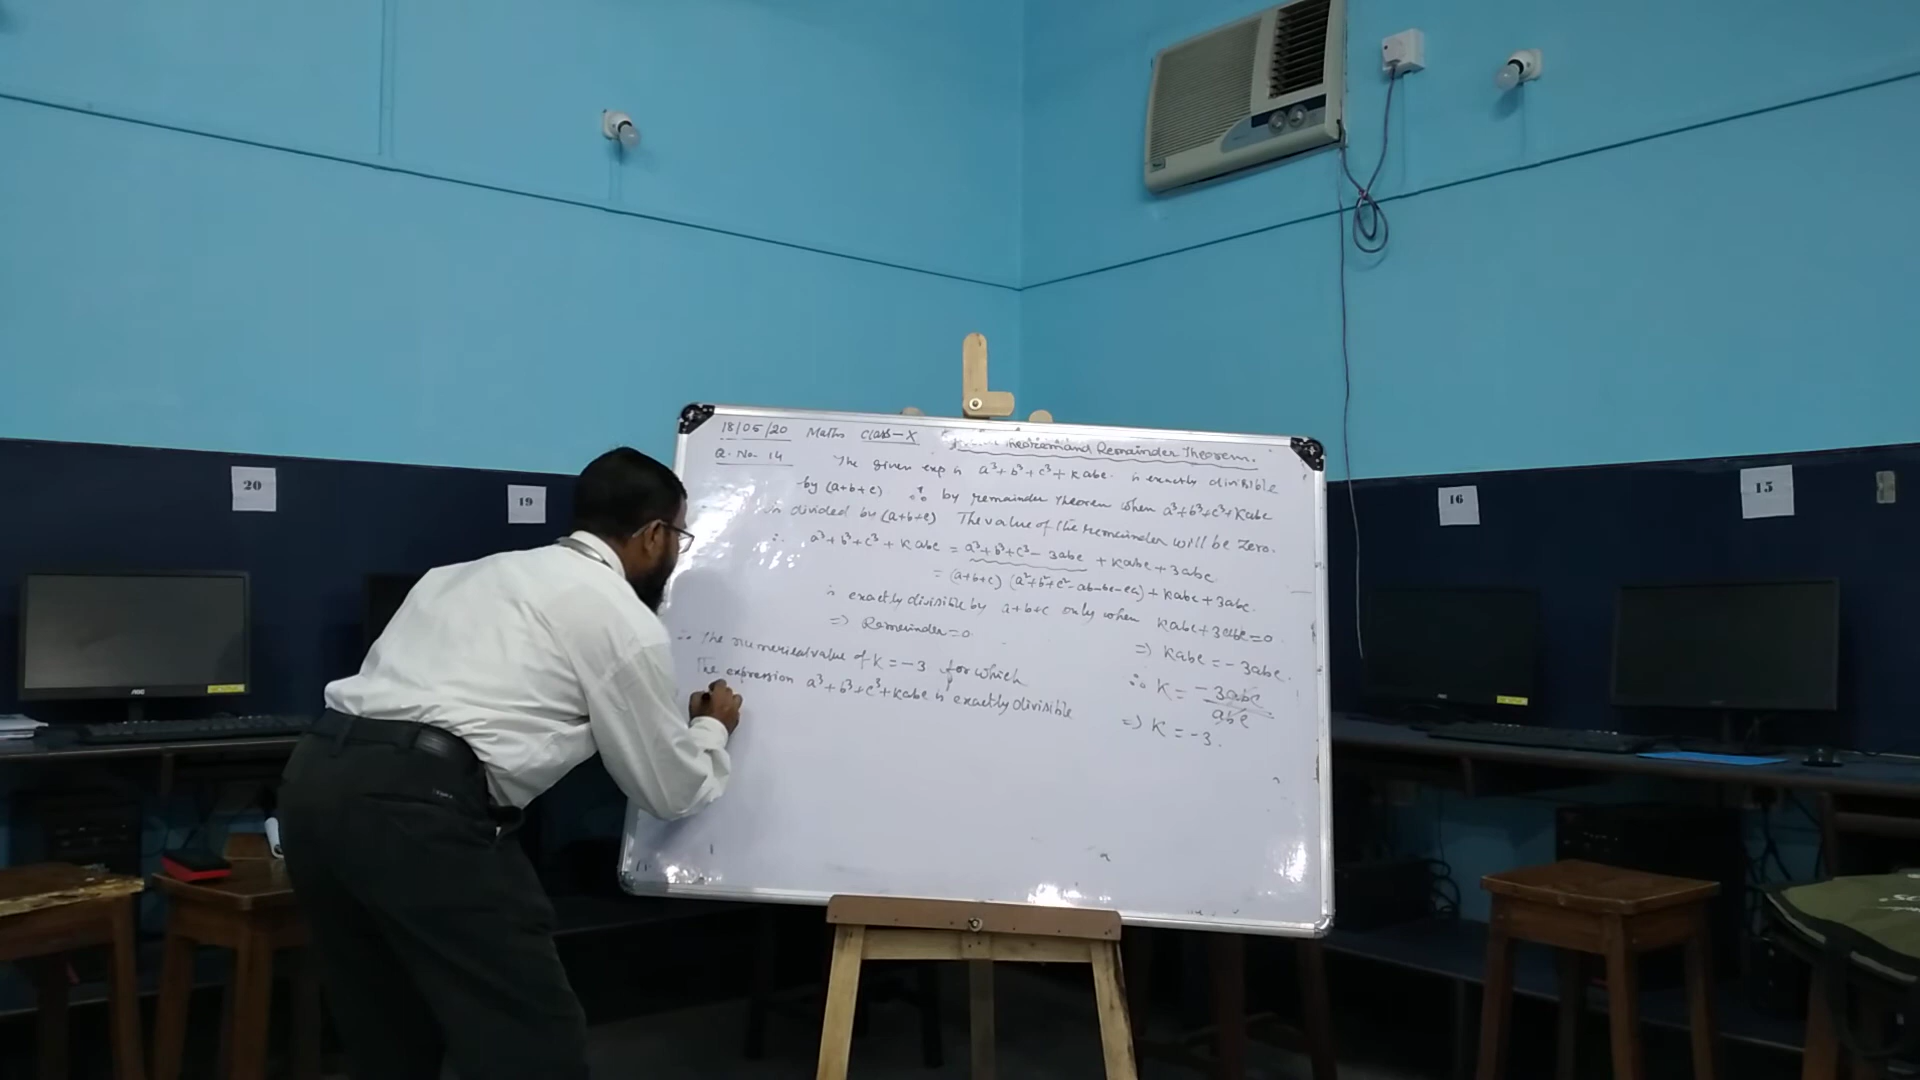 20
19
16
15
18/05/20 Maths Class-X Theorem and Remainder Theorem.
Q. No. 14 The given exp is a³+b³+c³+kabc. is exactly divisible
by (a+b+c) ∴ by remainder theorem when a³+b³+c³+kabc
is divided by (a+b+c) The value of the remainder will be zero.
∴ a³+b³+c³+kabc = a³+b³+c³-3abc + kabc + 3abc
= (a+b+c) (a²+b²+c²-ab-bc-ca) + kabc + 3abc.
is exactly divisible by a+b+c only when kabc+3abc=0
=> Remainder=0.
=> kabc = -3abc.
∴ k = -3abc/abc
=> k = -3.
∴ The numerical value of k = -3 for which
The expression a³+b³+c³+kabc is exactly divisible
AOC